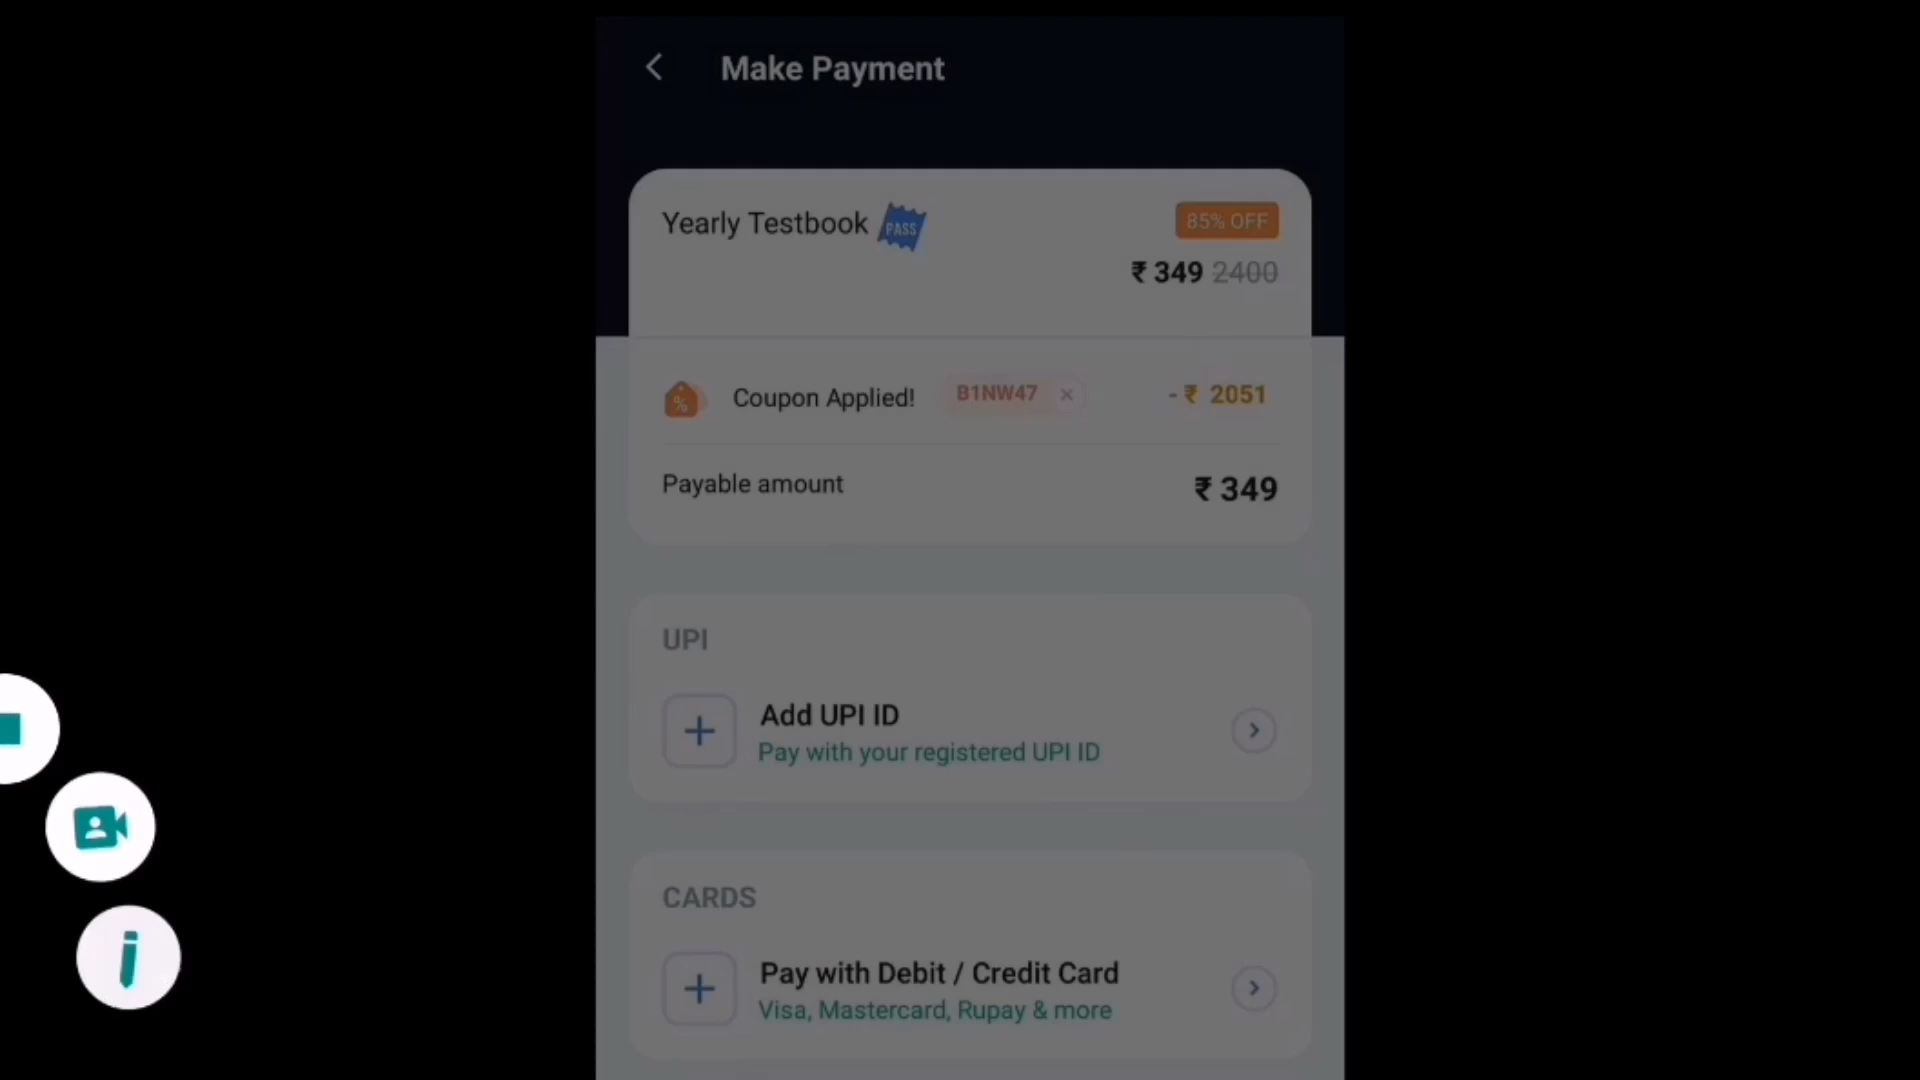 Make Payment
Yearly Testbook PASS
85% OFF
₹ 349 2400
Coupon Applied! B1NW47 × - ₹ 2051
Payable amount ₹ 349
UPI
Add UPI ID
Pay with your registered UPI ID
CARDS
Pay with Debit / Credit Card
Visa, Mastercard, Rupay & more